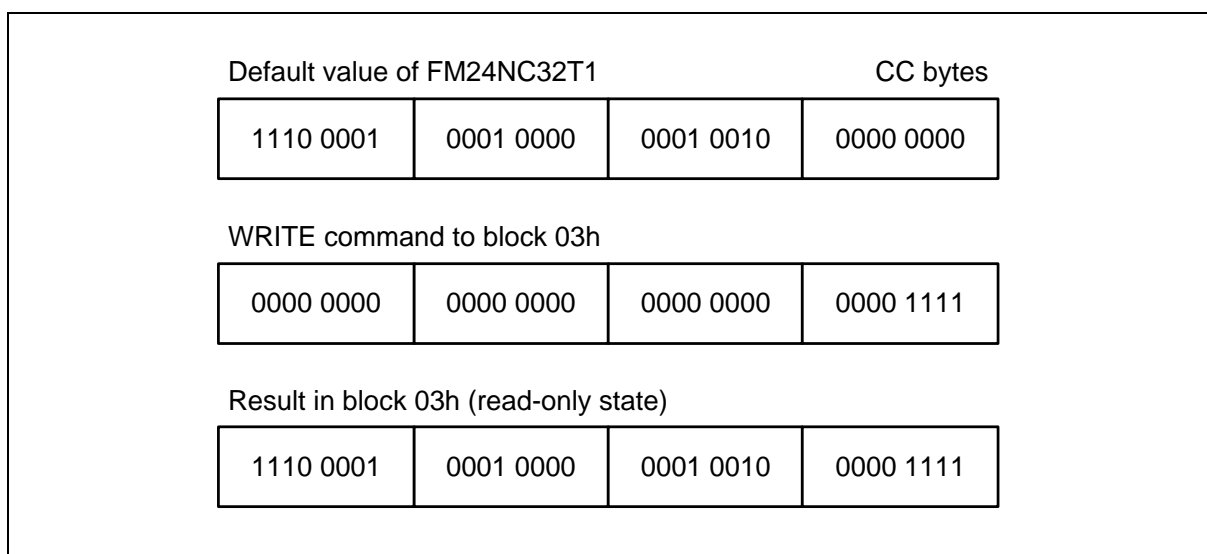 Default value of FM24NC32T1 CC bytes
1110 0001 0001 0000 0001 0010 0000 0000
WRITE command to block 03h
0000 0000 0000 0000 0000 0000 0000 1111
Result in block 03h (read-only state)
1110 0001 0001 0000 0001 0010 0000 1111